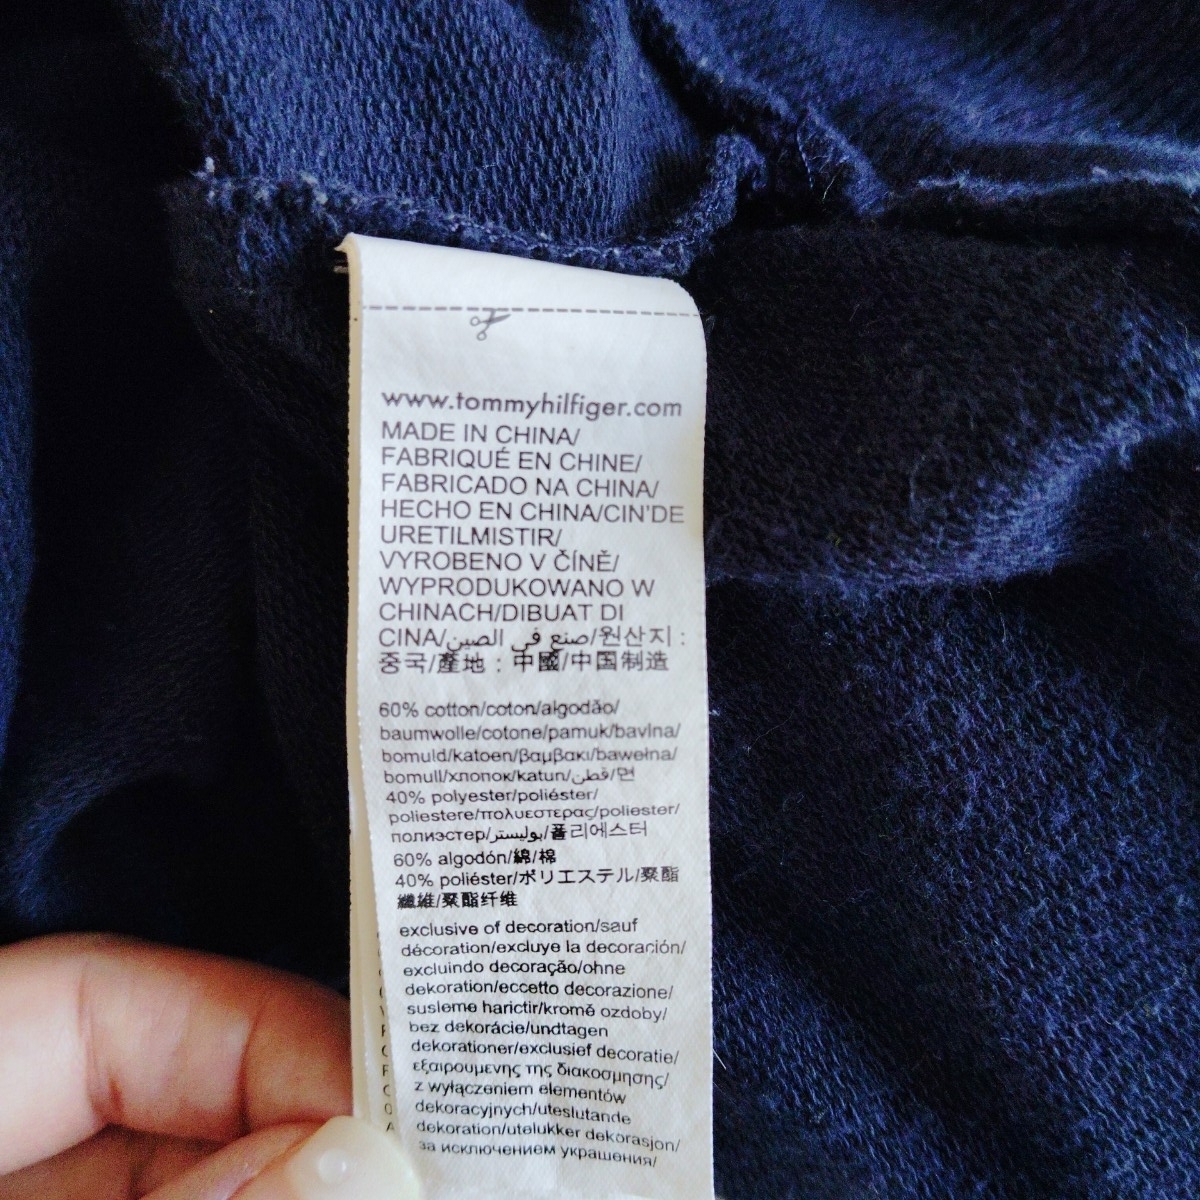 www.tommyhilfiger.com
MADE IN CHINA/
FABRIQUÉ EN CHINE/
FABRICADO NA CHINA/
HECHO EN CHINA/CIN'DE
URETILMISTIR/
VYROBENO V ČÍNĚ/
WYPRODUKOWANO W
CHINACH/DIBUAT DI
CINA/صنع في الصين/원산지 :
중국/產地 : 中國/中国制造
60% cotton/coton/algodão/
baumwolle/cotone/pamuk/bavlna/
bomuld/katoen/βαμβακι/bawełna/
bomull/хлопок/katun/قطن/면
40% polyester/poliéster/
poliestere/πολυεστερας/poliester/
полиэстер/بوليستر/폴리에스터
60% algodón/綿/棉
40% poliéster/ポリエステル/聚酯
纖維/聚酯纤维
exclusive of decoration/sauf
décoration/excluye la decoración/
excluindo decoração/ohne
dekoration/eccetto decorazione/
susleme harictir/kromě ozdoby/
bez dekorácie/undtagen
dekorationer/exclusief decoratie/
εξαιρουμενης της διακοσμησης/
z wyłączeniem elementów
dekoracyjnych/uteslutande
dekoration/utelukker dekorasjon/
за исключением украшения/